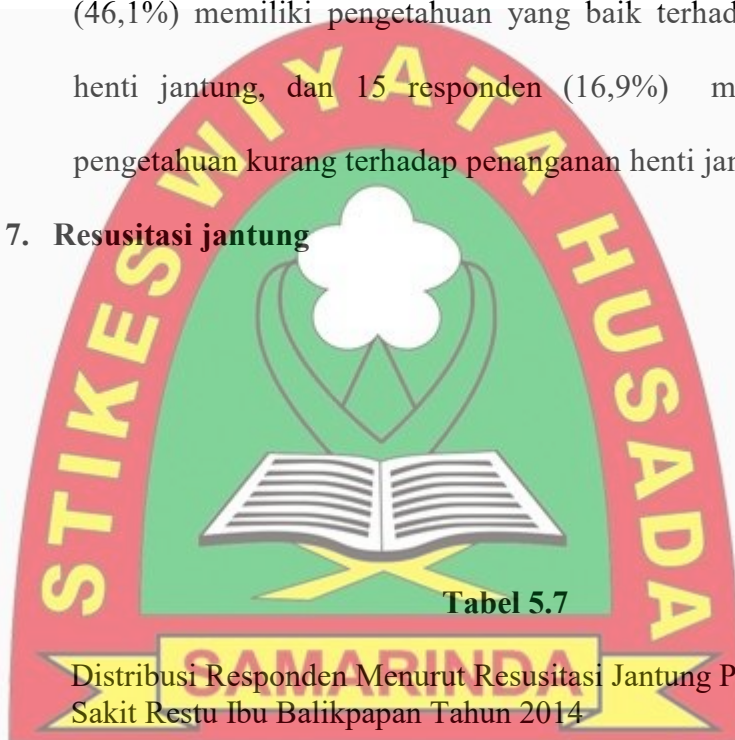 (46,1%) memiliki pengetahuan yang baik
henti jantung, dan 15 responden (16,9%)
pengetahuan kurang terhadap penanganan henti
7. Resusitasi jantung
STIKES WIYATA HUSADA
Tabel 5.7
SAMARINDA
Distribusi Responden Menurut Resusitasi Jantung
Sakit Restu Ibu Balikpapan Tahun 2014